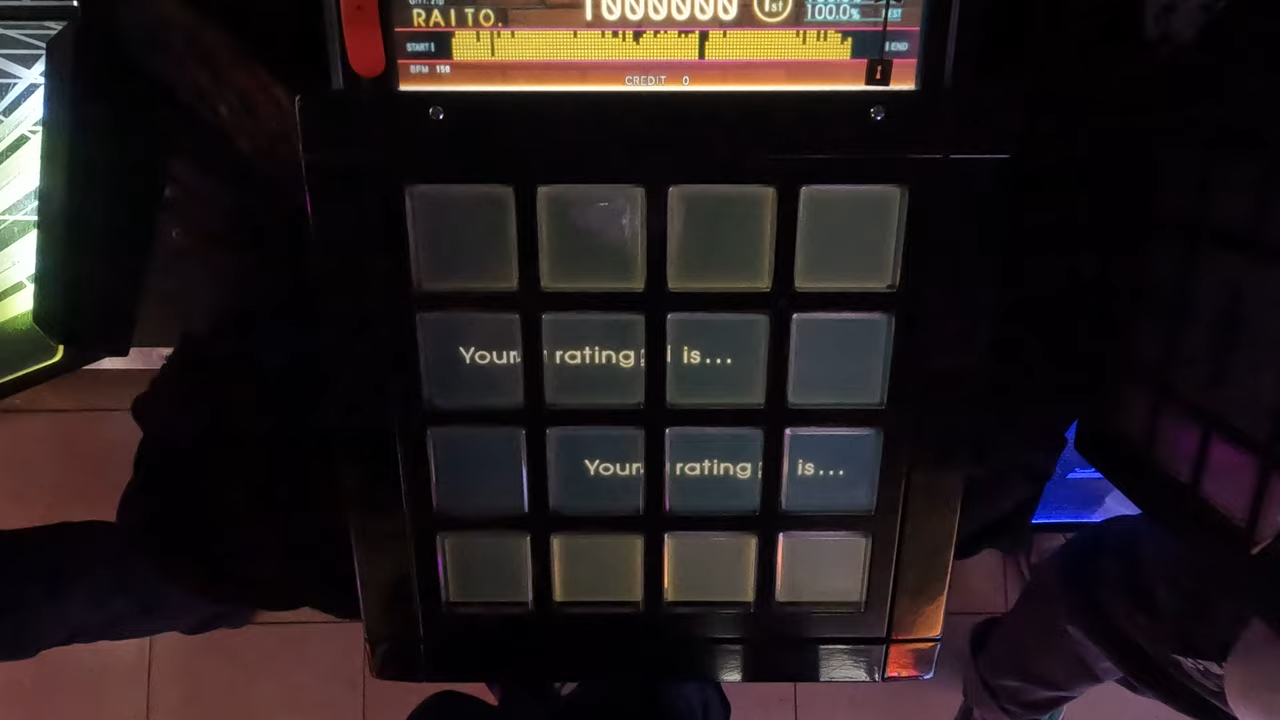 RAITO.
1000000
1st
100.0%
START
END
BPM 150
CREDIT 0
Your rating is...
Your rating is...